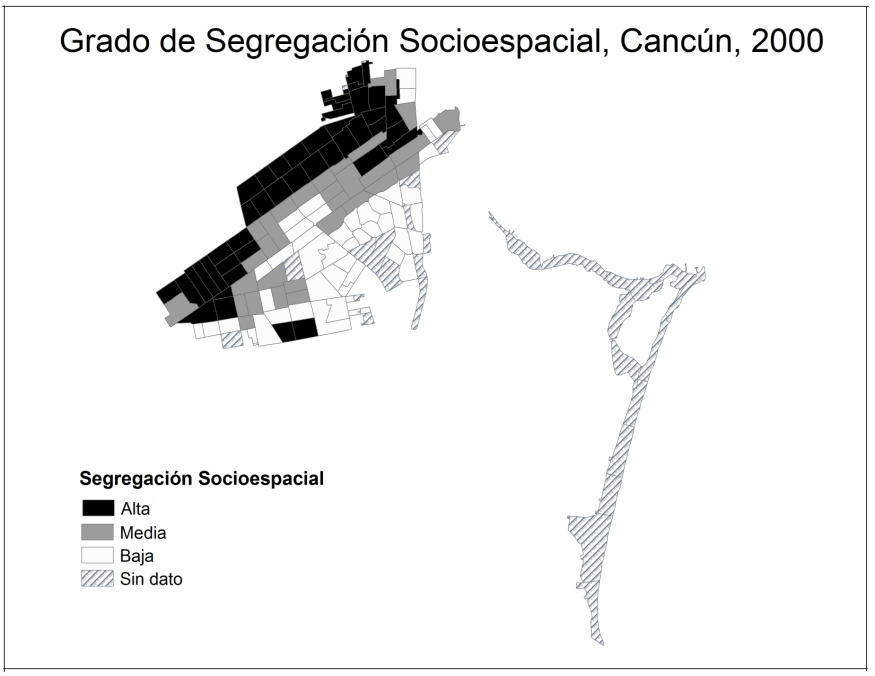 Grado de Segregación Socioespacial, Cancún, 2000
Segregación Socioespacial
Alta
Media
Baja
Sin dato